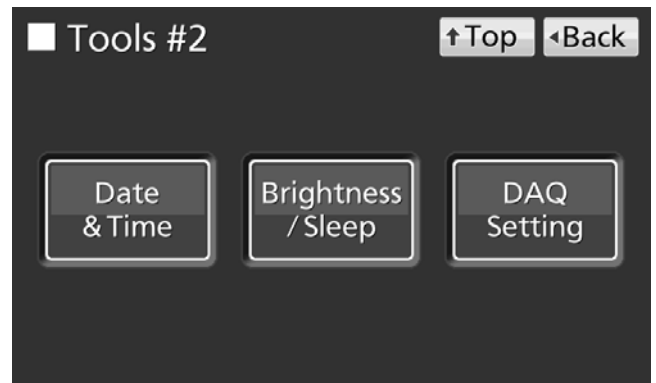 Tools #2
↑Top
◂Back
Date
& Time
Brightness
/ Sleep
DAQ
Setting